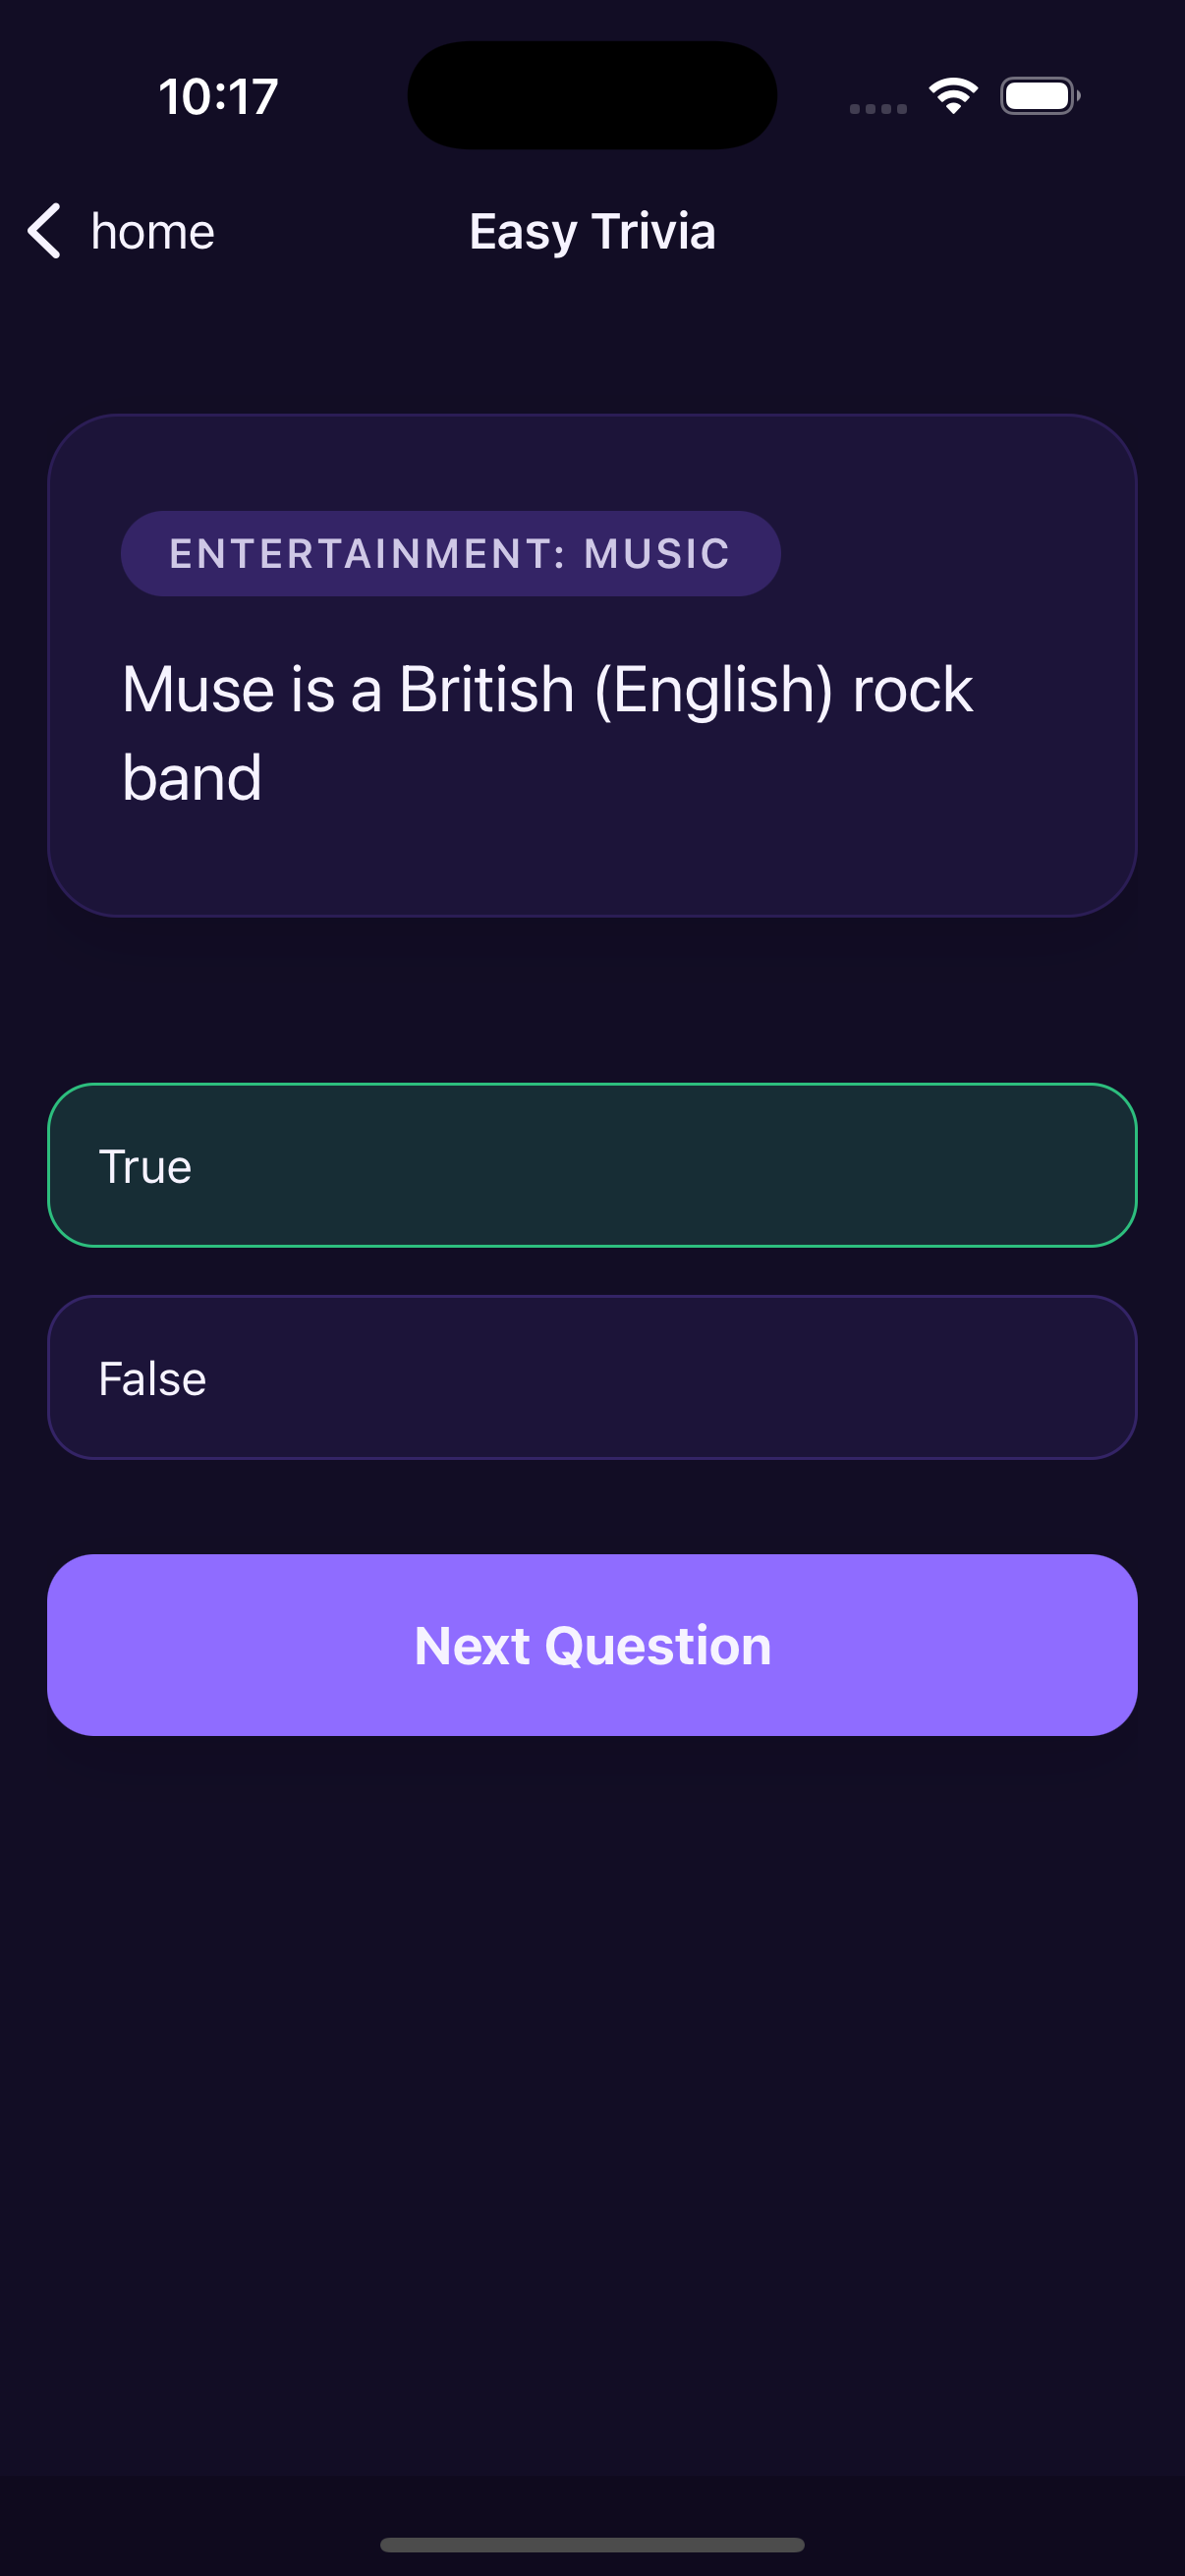 10:17
home
Easy Trivia
ENTERTAINMENT: MUSIC
Muse is a British (English) rock
band
True
False
Next Question